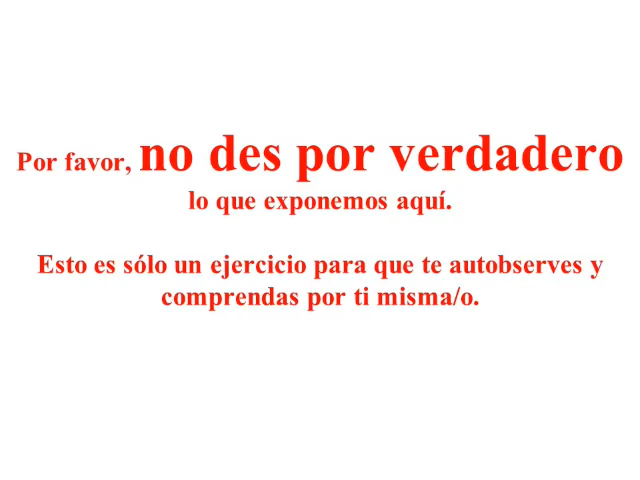 Por favor, no des por verdadero
lo que exponemos aquí.
Esto es sólo un ejercicio para que te autobserves y
comprendas por ti misma/o.